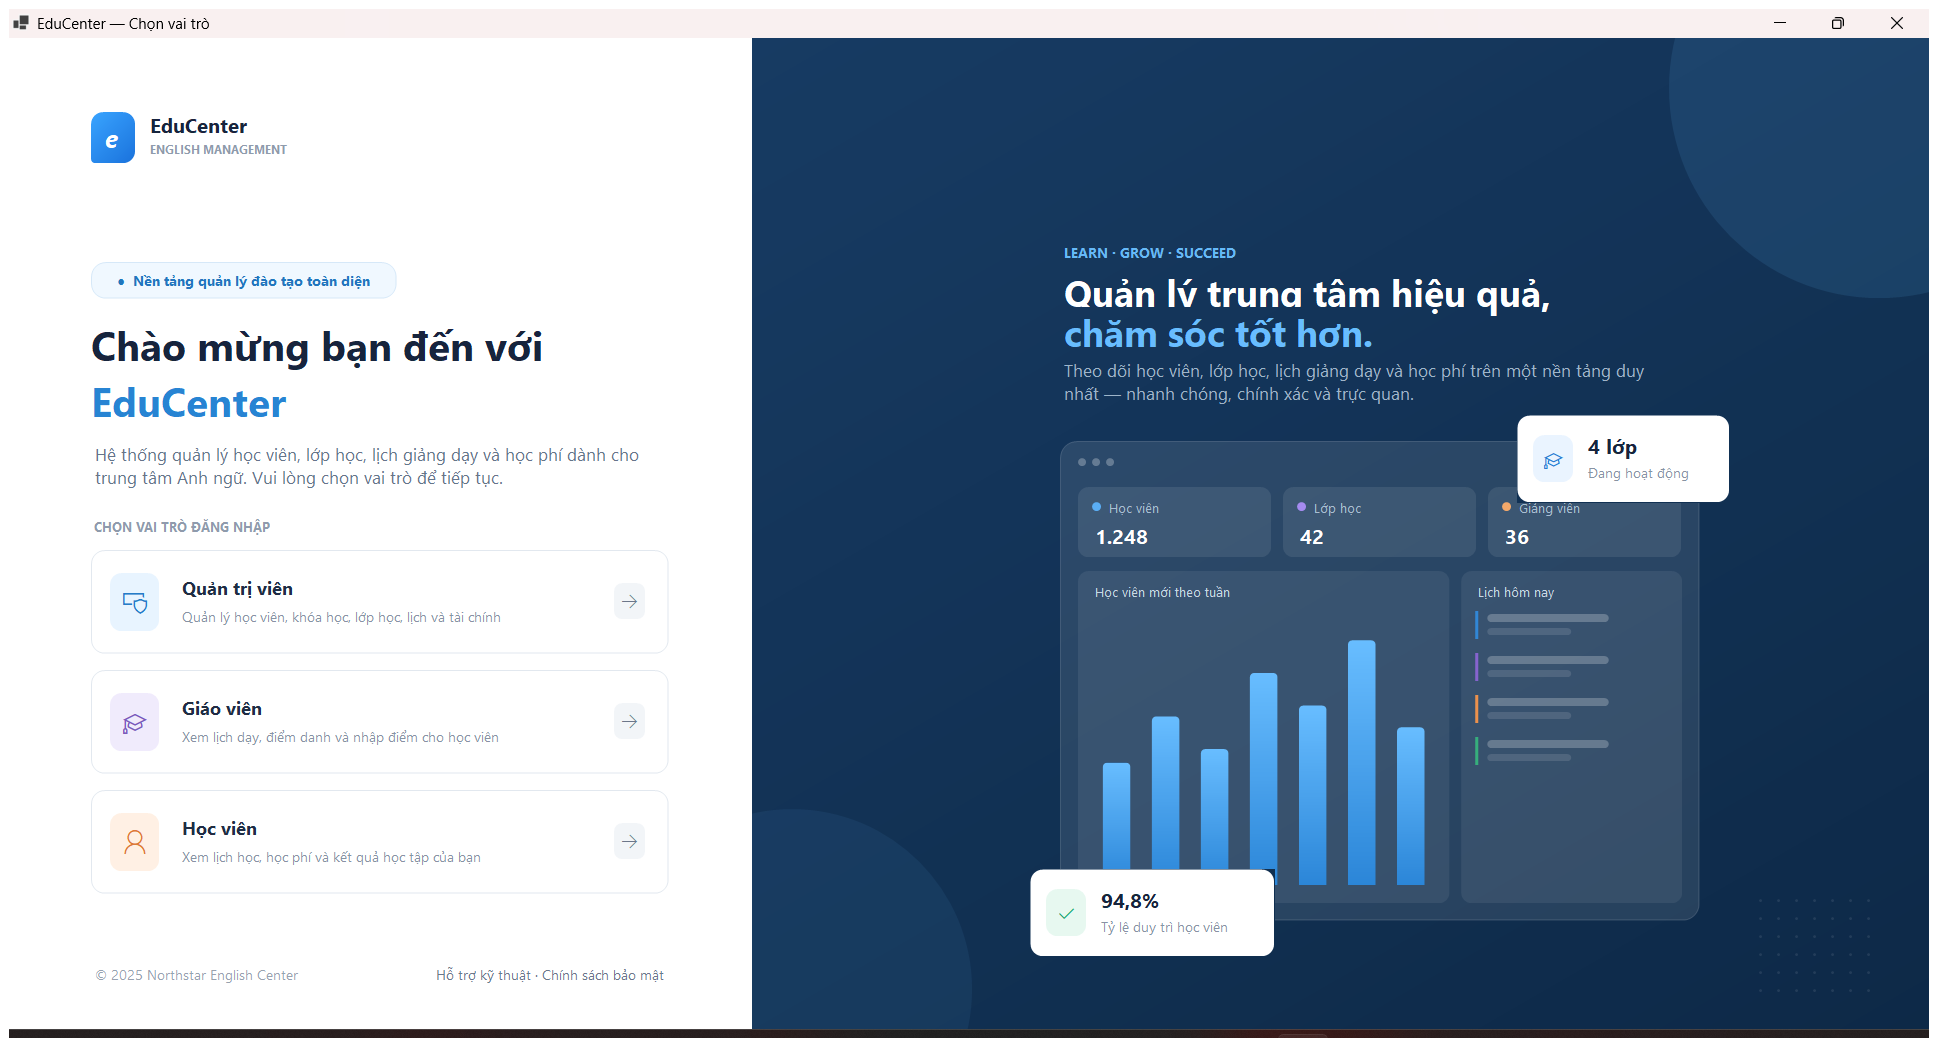 EduCenter — Chọn vai trò
e
EduCenter
ENGLISH MANAGEMENT
• Nền tảng quản lý đào tạo toàn diện
Chào mừng bạn đến với
EduCenter
Hệ thống quản lý học viên, lớp học, lịch giảng dạy và học phí dành cho
trung tâm Anh ngữ. Vui lòng chọn vai trò để tiếp tục.
CHỌN VAI TRÒ ĐĂNG NHẬP
Quản trị viên
Quản lý học viên, khóa học, lớp học, lịch và tài chính
Giáo viên
Xem lịch dạy, điểm danh và nhập điểm cho học viên
Học viên
Xem lịch học, học phí và kết quả học tập của bạn
© 2025 Northstar English Center
Hỗ trợ kỹ thuật · Chính sách bảo mật
LEARN · GROW · SUCCEED
Quản lý trung tâm hiệu quả,
chăm sóc tốt hơn.
Theo dõi học viên, lớp học, lịch giảng dạy và học phí trên một nền tảng duy
nhất — nhanh chóng, chính xác và trực quan.
4 lớp
Đang hoạt động
Học viên
1.248
Lớp học
42
Giảng viên
36
Học viên mới theo tuần
Lịch hôm nay
94,8%
Tỷ lệ duy trì học viên